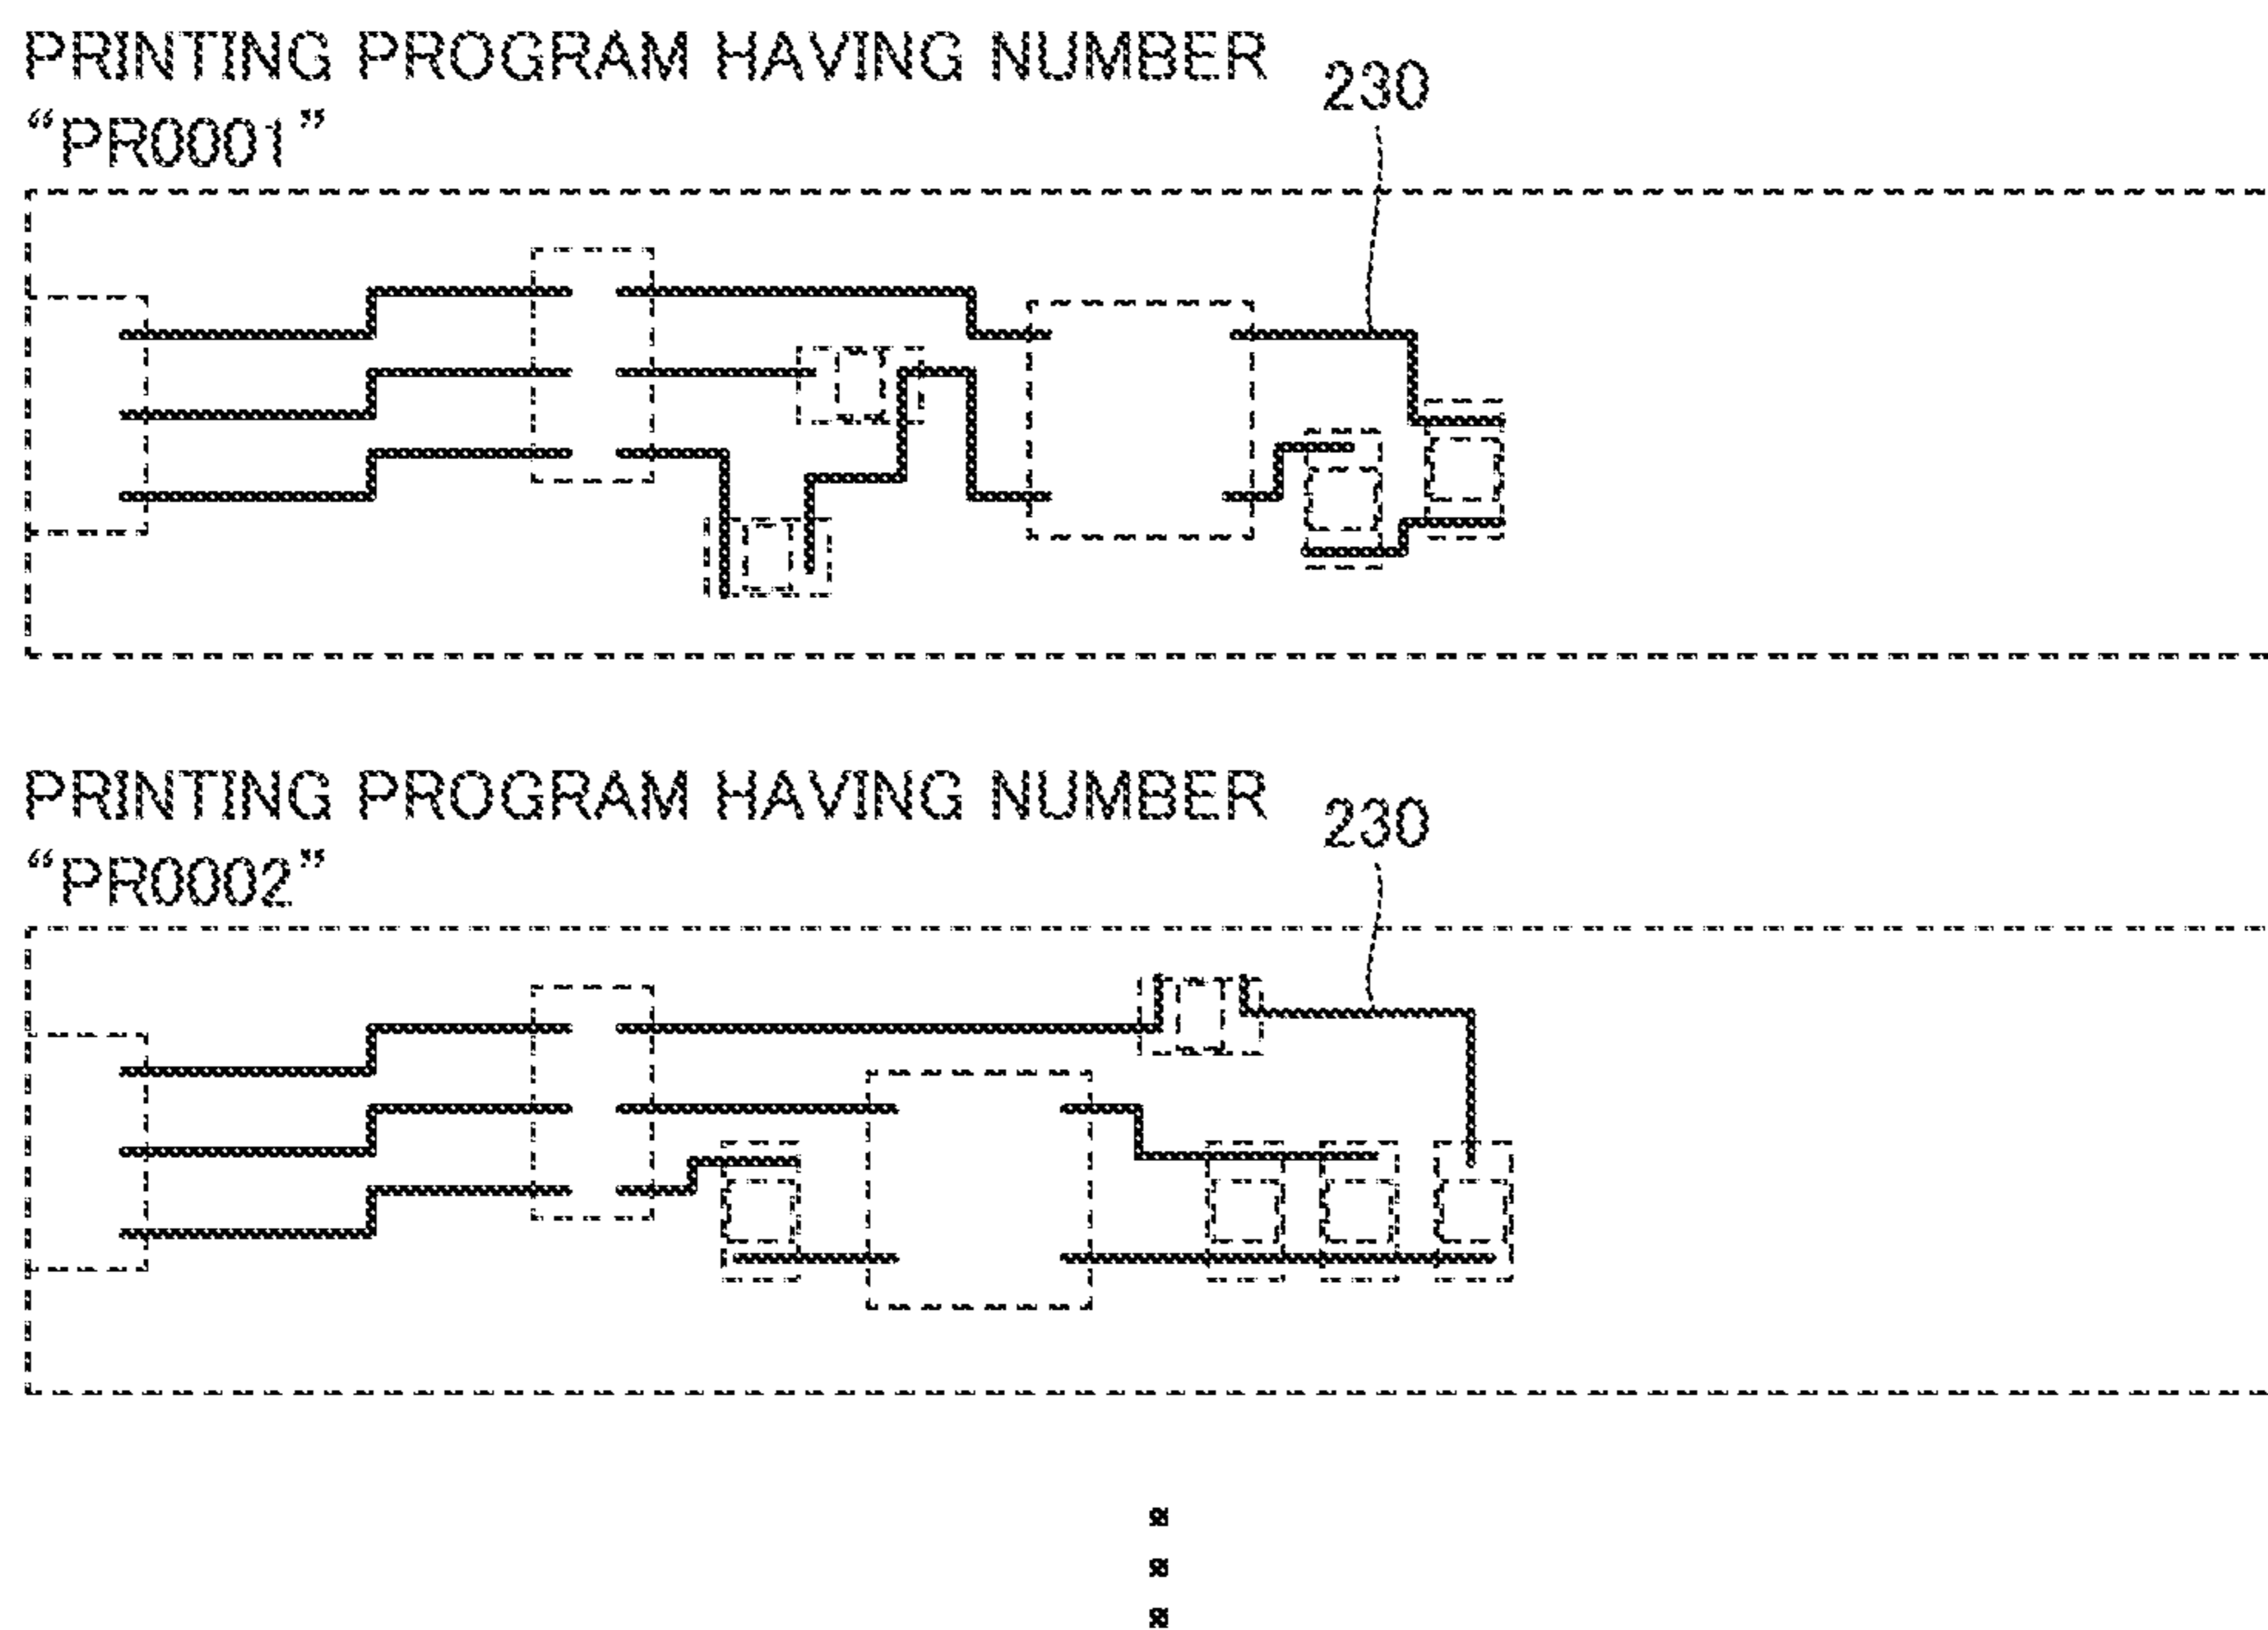 PRINTING PROGRAM HAVING NUMBER
“PR0001”
230
PRINTING PROGRAM HAVING NUMBER
“PR0002”
230